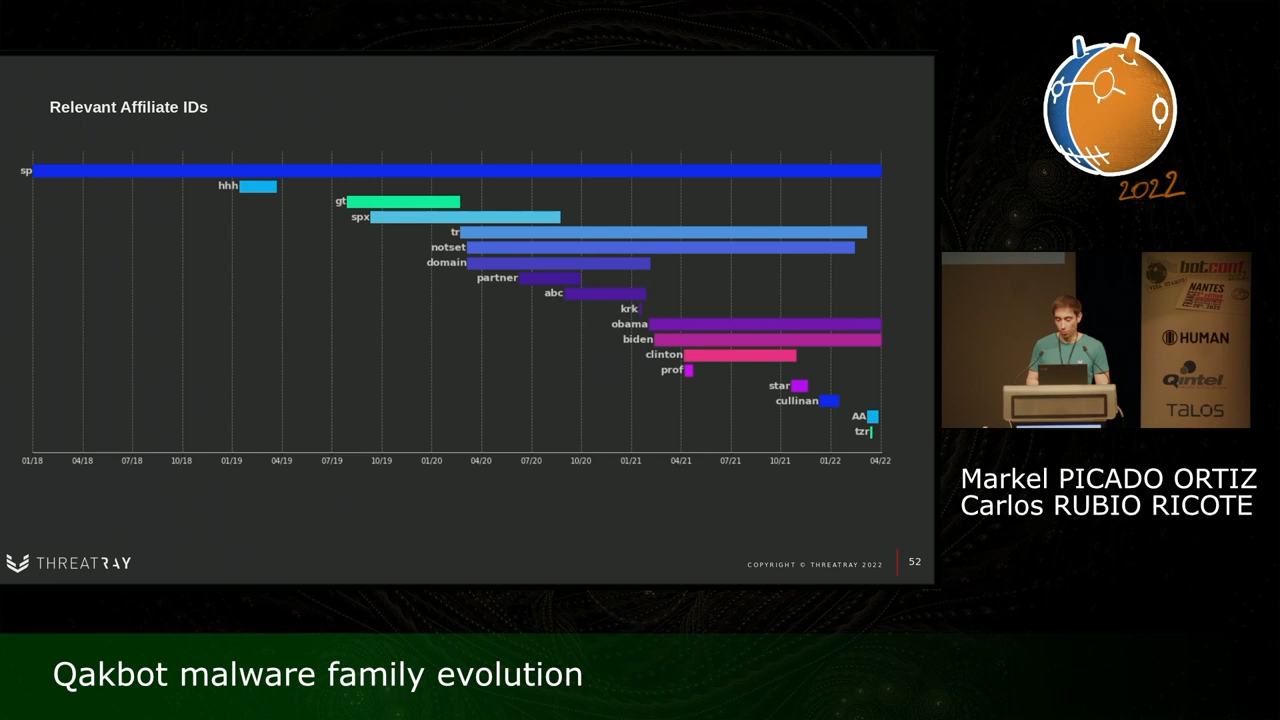 2022
Relevant Affiliate IDs
sp
hhh
gt
spx
tr
notset
domain
partner
abc
krk
obama
biden
clinton
prof
star
cullinan
AA
tzr
01/18 04/18 07/18 10/18 01/19 04/19 07/19 10/19 01/20 04/20 07/20 10/20 01/21 04/21 07/21 10/21 01/22 04/22
THREATRAY
COPYRIGHT © THREATRAY 2022
52
botconf
NANTES
HUMAN
Qintel
TALOS
Markel PICADO ORTIZ
Carlos RUBIO RICOTE
Qakbot malware family evolution